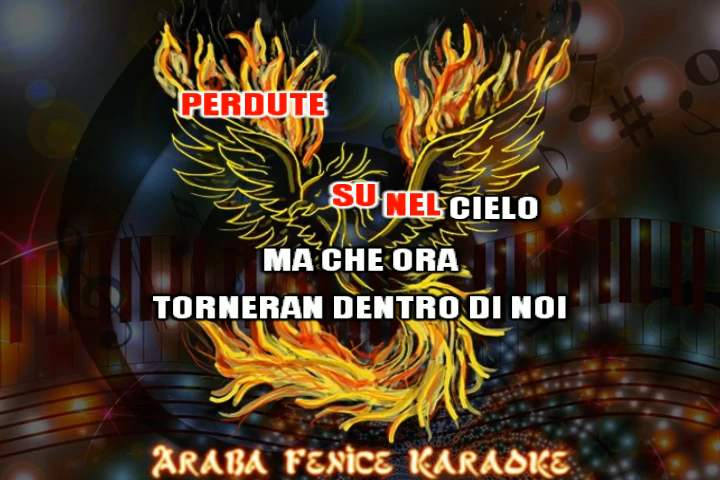 PERDUTE
SU NEL CIELO
MA CHE ORA
TORNERAN DENTRO DI NOI
ARABA FENICE KARAOKE